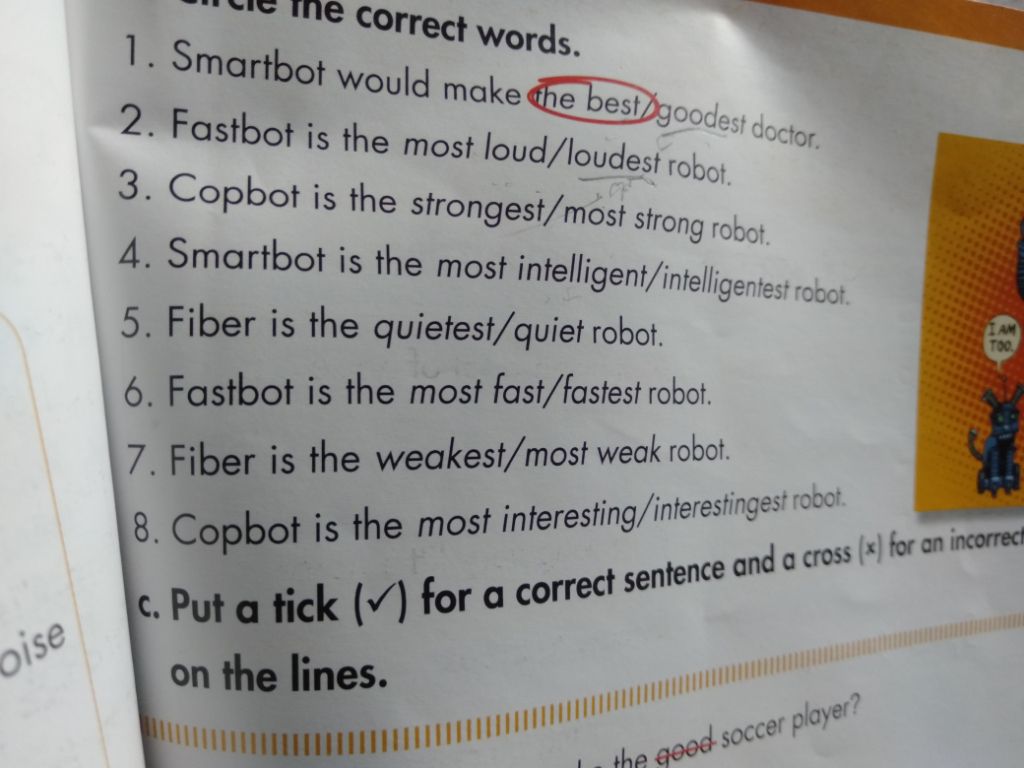 the correct words.
1. Smartbot would make the best/goodest doctor.
2. Fastbot is the most loud/loudest robot.
3. Copbot is the strongest/most strong robot.
4. Smartbot is the most intelligent/intelligentest robot.
5. Fiber is the quietest/quiet robot.
6. Fastbot is the most fast/fastest robot.
7. Fiber is the weakest/most weak robot.
8. Copbot is the most interesting/interestingest robot.
I AM
TOO.
c. Put a tick (✓) for a correct sentence and a cross (×) for an incorrect
on the lines.
oise
the good soccer player?